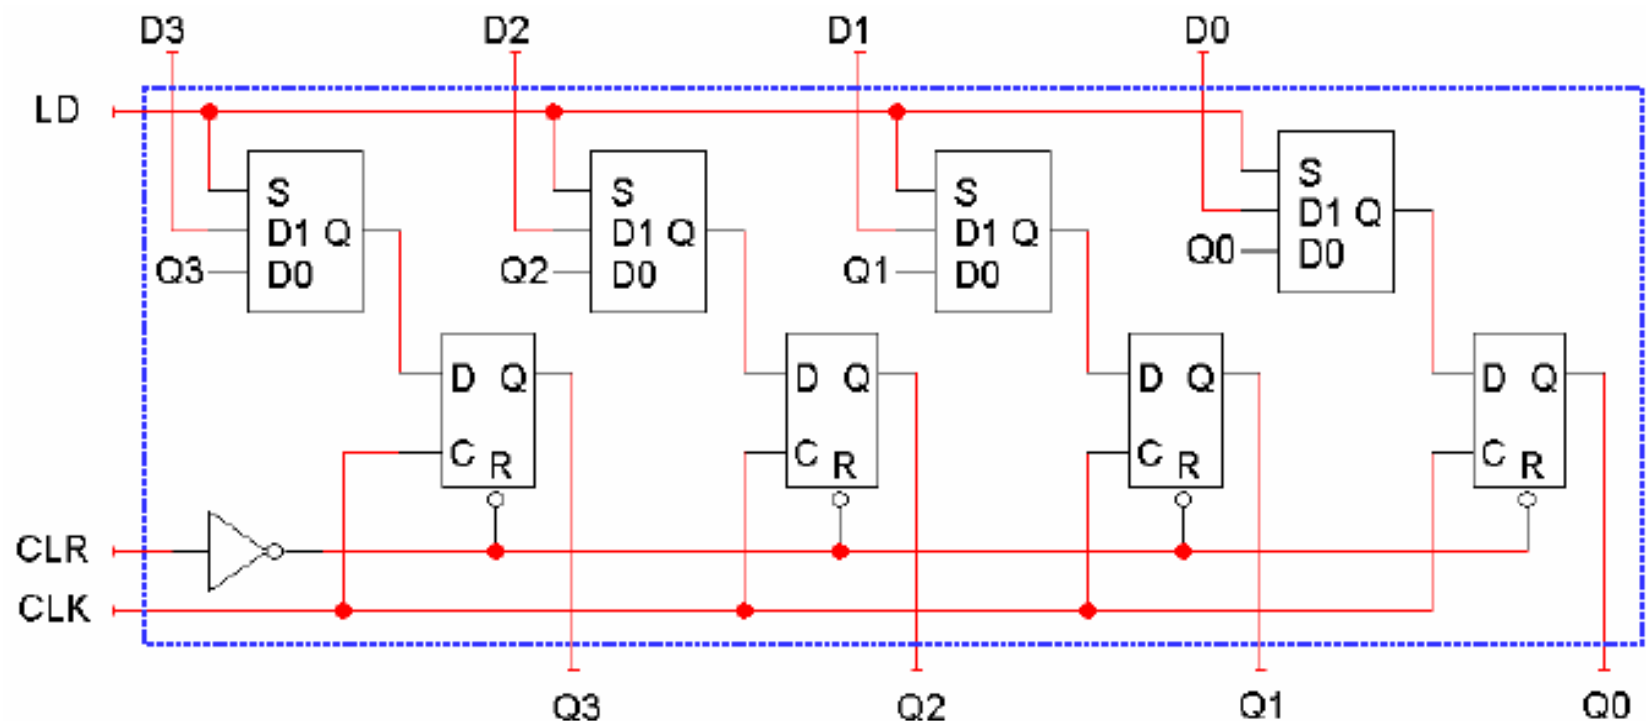 D3 D2 D1 D0
LD
S S S S
D1 Q D1 Q D1 Q D1 Q
Q3 D0 Q2 D0 Q1 D0 Q0 D0
D Q D Q D Q D Q
C R C R C R C R
CLR
CLK
Q3 Q2 Q1 Q0